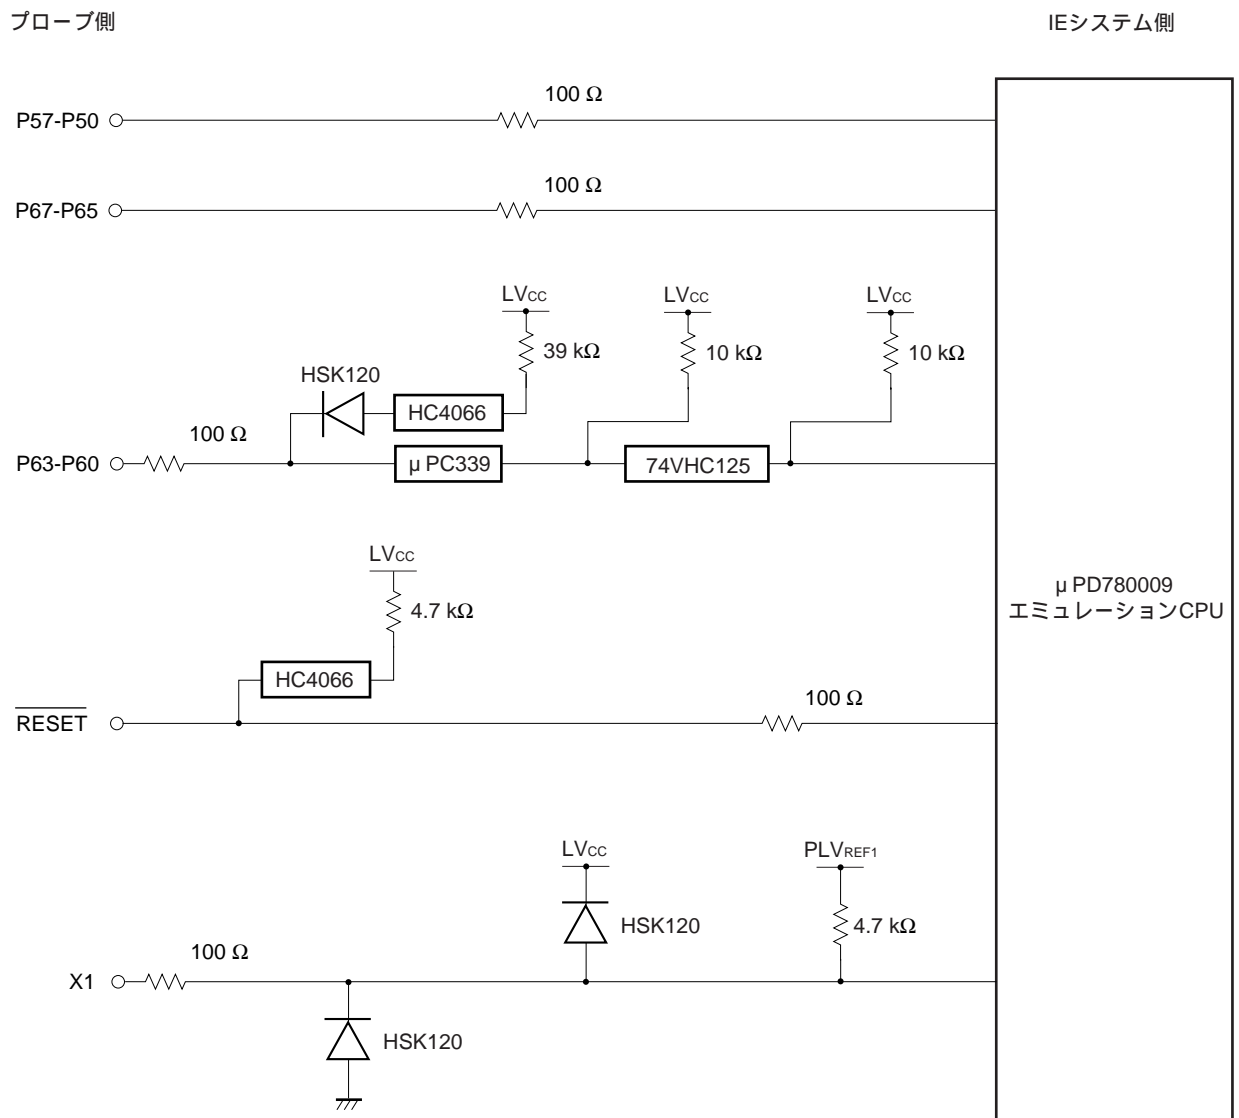 プローブ側
IEシステム側
100 Ω
P57-P50
100 Ω
P67-P65
LVCC
LVCC
LVCC
39 kΩ
10 kΩ
10 kΩ
HSK120
HC4066
100 Ω
P63-P60
μ PC339
74VHC125
LVCC
4.7 kΩ
μ PD780009
エミュレーションCPU
HC4066
100 Ω
RESET
LVCC
PLVREF1
HSK120
4.7 kΩ
100 Ω
X1
HSK120